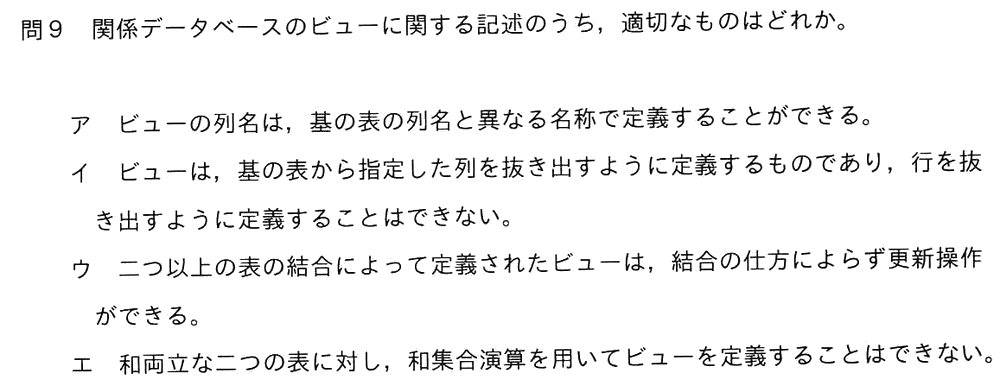 問９　関係データベースのビューに関する記述のうち，適切なものはどれか。
ア　ビューの列名は，基の表の列名と異なる名称で定義することができる。
イ　ビューは，基の表から指定した列を抜き出すように定義するものであり，行を抜
き出すように定義することはできない。
ウ　二つ以上の表の結合によって定義されたビューは，結合の仕方によらず更新操作
ができる。
エ　和両立な二つの表に対し，和集合演算を用いてビューを定義することはできない。